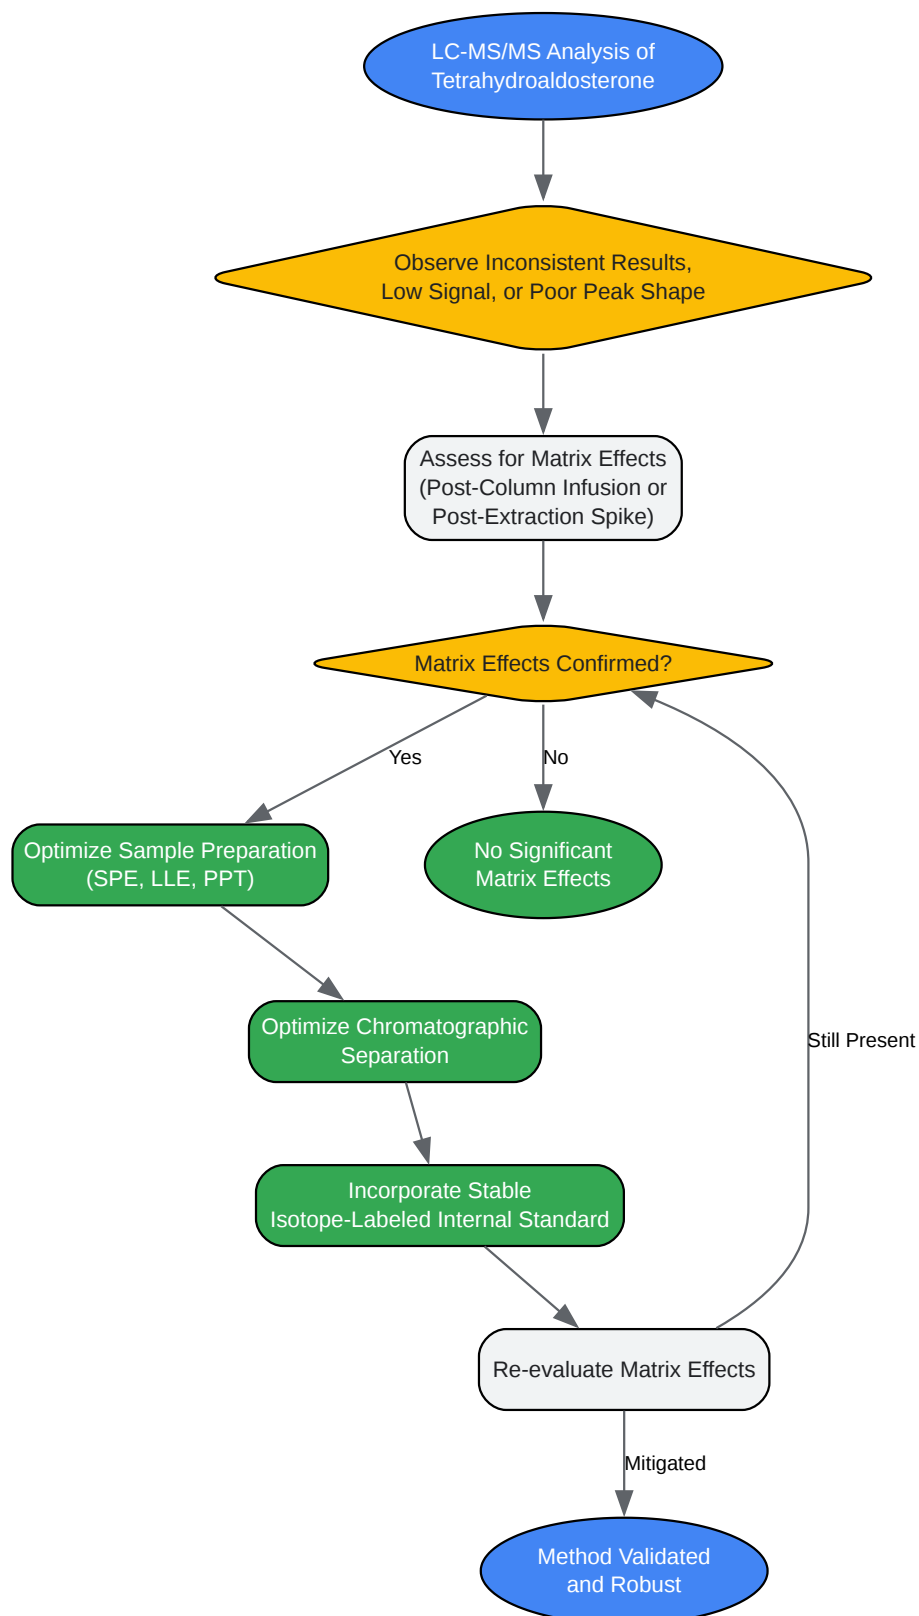 LC-MS/MS Analysis of
Tetrahydroaldosterone
Observe Inconsistent Results,
Low Signal, or Poor Peak Shape
Assess for Matrix Effects
(Post-Column Infusion or
Post-Extraction Spike)
Matrix Effects Confirmed?
Yes
No
Optimize Sample Preparation
(SPE, LLE, PPT)
No Significant
Matrix Effects
Optimize Chromatographic
Separation
Still Present
Incorporate Stable
Isotope-Labeled Internal Standard
Re-evaluate Matrix Effects
Mitigated
Method Validated
and Robust